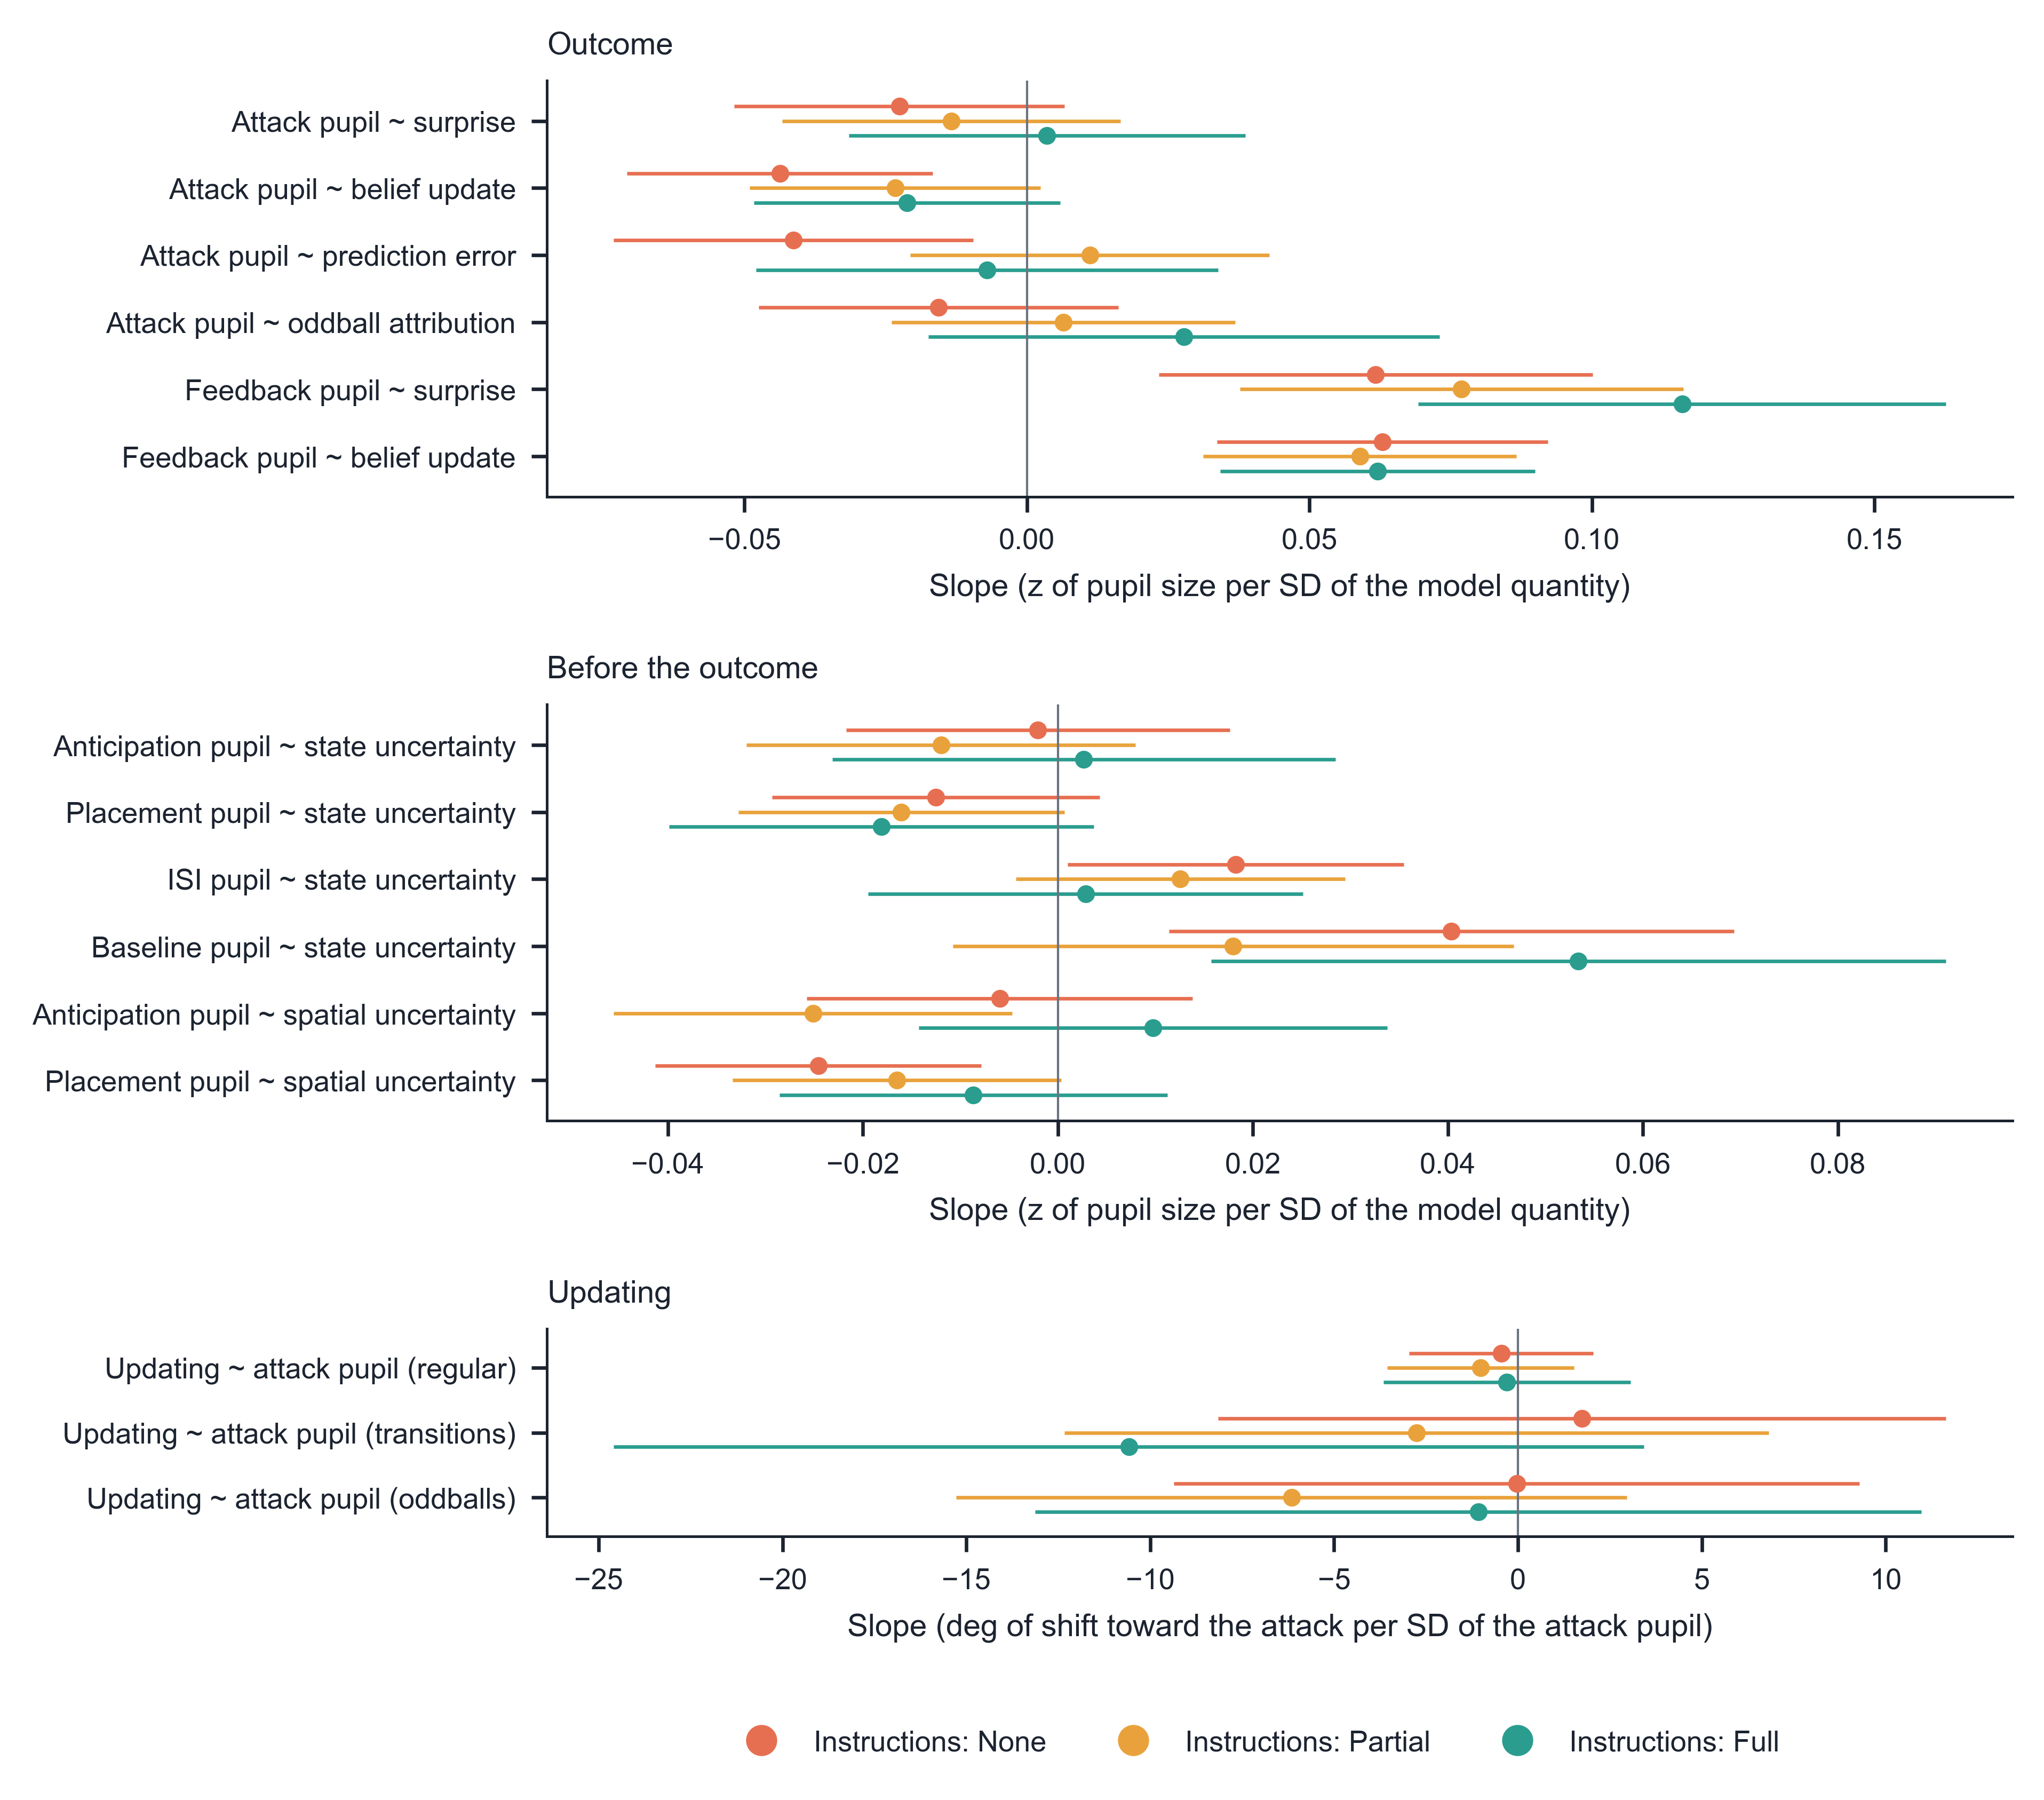 Outcome
Attack pupil ~ surprise
Attack pupil ~ belief update
Attack pupil ~ prediction error
Attack pupil ~ oddball attribution
Feedback pupil ~ surprise
Feedback pupil ~ belief update
−0.05 0.00 0.05 0.10 0.15
Slope (z of pupil size per SD of the model quantity)
Before the outcome
Anticipation pupil ~ state uncertainty
Placement pupil ~ state uncertainty
ISI pupil ~ state uncertainty
Baseline pupil ~ state uncertainty
Anticipation pupil ~ spatial uncertainty
Placement pupil ~ spatial uncertainty
−0.04 −0.02 0.00 0.02 0.04 0.06 0.08
Slope (z of pupil size per SD of the model quantity)
Updating
Updating ~ attack pupil (regular)
Updating ~ attack pupil (transitions)
Updating ~ attack pupil (oddballs)
−25 −20 −15 −10 −5 0 5 10
Slope (deg of shift toward the attack per SD of the attack pupil)
Instructions: None Instructions: Partial Instructions: Full